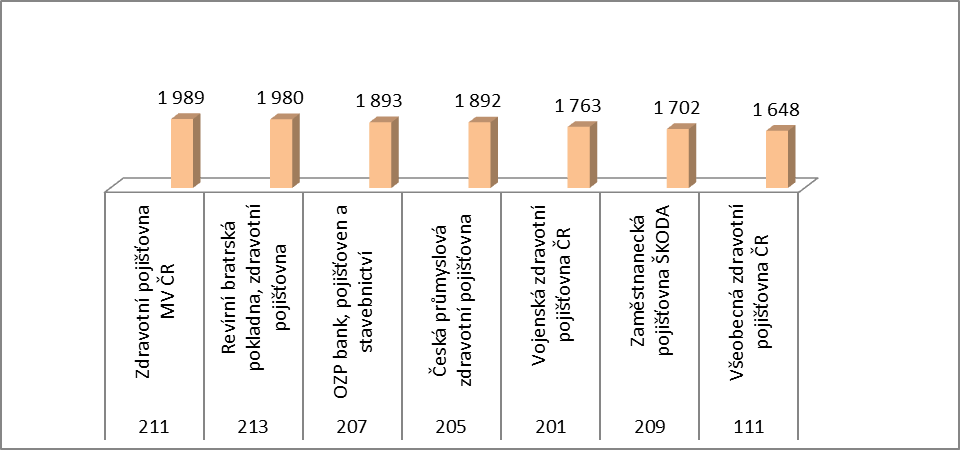 1 989
1 980
1 893
1 892
1 763
1 702
1 648
Zdravotní pojišťovna
MV ČR
Revírní bratrská
pokladna, zdravotní
pojišťovna
OZP bank, pojišťoven a
stavebnictví
Česká průmyslová
zdravotní pojišťovna
Vojenská zdravotní
pojišťovna ČR
Zaměstnanecká
pojišťovna ŠKODA
Všeobecná zdravotní
pojišťovna ČR
211
213
207
205
201
209
111